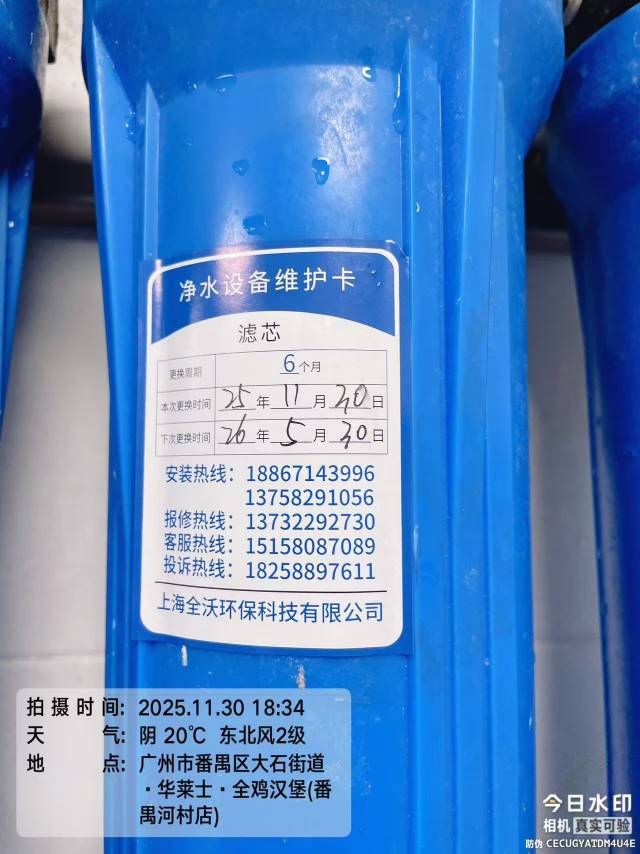 净水设备维护卡
滤芯
更换周期 6个月
本次更换时间 25年11月30日
下次更换时间 26年5月30日
安装热线：18867143996
13758291056
报修热线：13732292730
客服热线：15158087089
投诉热线：18258897611
上海全沃环保科技有限公司
拍摄时间：2025.11.30 18:34
天气：阴 20℃ 东北风2级
地点：广州市番禺区大石街道
·华莱士·全鸡汉堡(番
禺河村店)
今日水印
相机 真实可验
防伪 CECUGYATDM4U4E